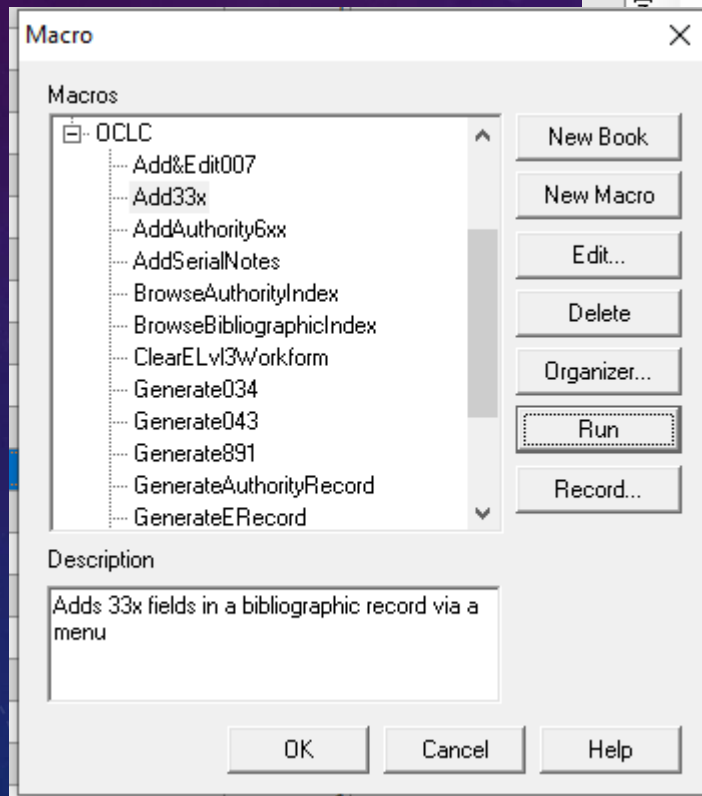 Macro
Macros
OCLC
Add&Edit007
Add33x
AddAuthority6xx
AddSerialNotes
BrowseAuthorityIndex
BrowseBibliographicIndex
ClearELvl3Workform
Generate034
Generate043
Generate891
GenerateAuthorityRecord
GenerateERecord
New Book
New Macro
Edit...
Delete
Organizer...
Run
Record...
Description
Adds 33x fields in a bibliographic record via a
menu
OK
Cancel
Help